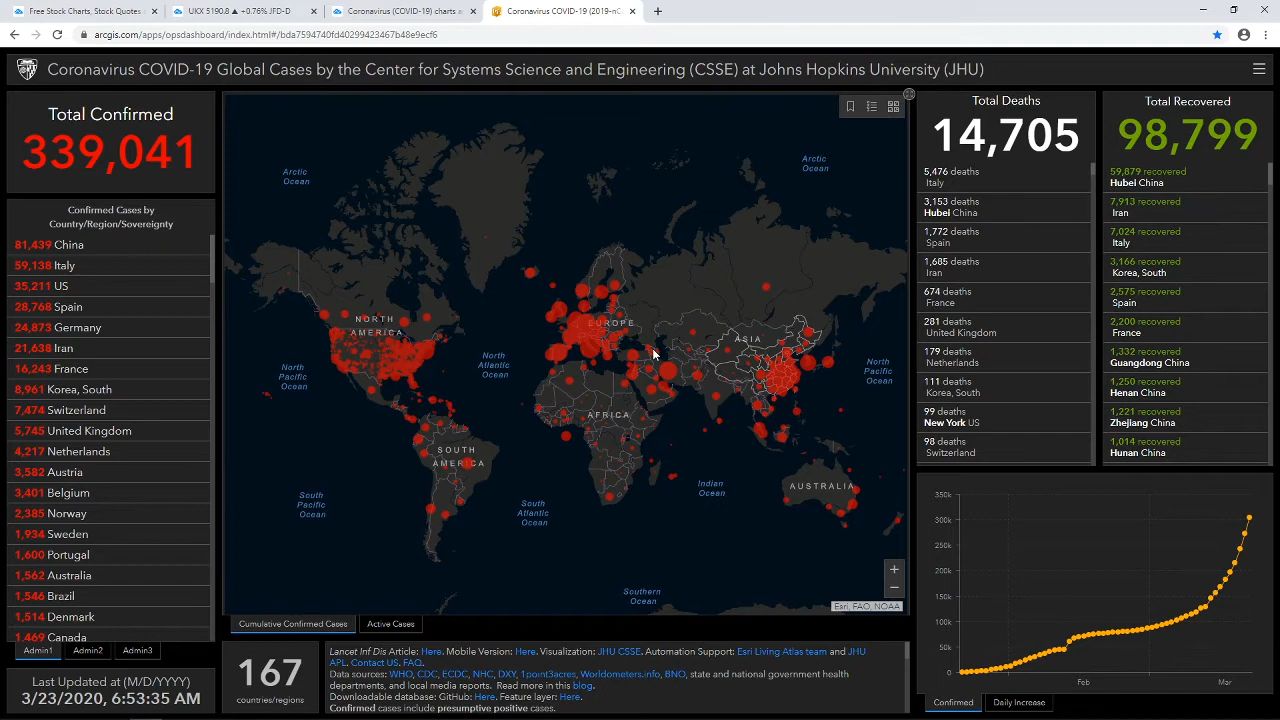 Free Stock Charts, Stock Quotes a
UKX 5190.8 ▲ +0.76% JFD-D
Coronavirus (COVID-19) charts a
Coronavirus COVID-19 (2019-nC
arcgis.com/apps/opsdashboard/index.html#/bda7594740fd40299423467b48e9ecf6
Coronavirus COVID-19 Global Cases by the Center for Systems Science and Engineering (CSSE) at Johns Hopkins University (JHU)
Total Confirmed
339,041
Confirmed Cases by
Country/Region/Sovereignty
81,439 China
59,138 Italy
35,211 US
28,768 Spain
24,873 Germany
21,638 Iran
16,243 France
8,961 Korea, South
7,474 Switzerland
5,745 United Kingdom
4,217 Netherlands
3,582 Austria
3,401 Belgium
2,385 Norway
1,934 Sweden
1,600 Portugal
1,562 Australia
1,546 Brazil
1,514 Denmark
1,469 Canada
Admin1
Admin2
Admin3
Last Updated at (M/D/YYYY)
3/23/2020, 6:53:35 AM
Arctic
Ocean
Arctic
Ocean
NORTH
AMERICA
EUROPE
ASIA
North
Pacific
Ocean
North
Atlantic
Ocean
North
Pacific
Ocean
AFRICA
SOUTH
AMERICA
South
Pacific
Ocean
South
Atlantic
Ocean
Indian
Ocean
AUSTRALIA
Southern
Ocean
+
−
Esri, FAO, NOAA
Cumulative Confirmed Cases
Active Cases
167
countries/regions
Lancet Inf Dis Article: Here. Mobile Version: Here. Visualization: JHU CSSE. Automation Support: Esri Living Atlas team and JHU
APL. Contact US. FAQ.
Data sources: WHO, CDC, ECDC, NHC, DXY, 1point3acres, Worldometers.info, BNO, state and national government health
departments, and local media reports. Read more in this blog.
Downloadable database: GitHub: Here. Feature layer: Here.
Confirmed cases include presumptive positive cases.
Total Deaths
14,705
5,476 deaths
Italy
3,153 deaths
Hubei China
1,772 deaths
Spain
1,685 deaths
Iran
674 deaths
France
281 deaths
United Kingdom
179 deaths
Netherlands
111 deaths
Korea, South
99 deaths
New York US
98 deaths
Switzerland
Total Recovered
98,799
59,879 recovered
Hubei China
7,913 recovered
Iran
7,024 recovered
Italy
3,166 recovered
Korea, South
2,575 recovered
Spain
2,200 recovered
France
1,332 recovered
Guangdong China
1,250 recovered
Henan China
1,221 recovered
Zhejiang China
1,014 recovered
Hunan China
350k
300k
250k
200k
150k
100k
50k
0
Feb
Mar
Confirmed
Daily Increase